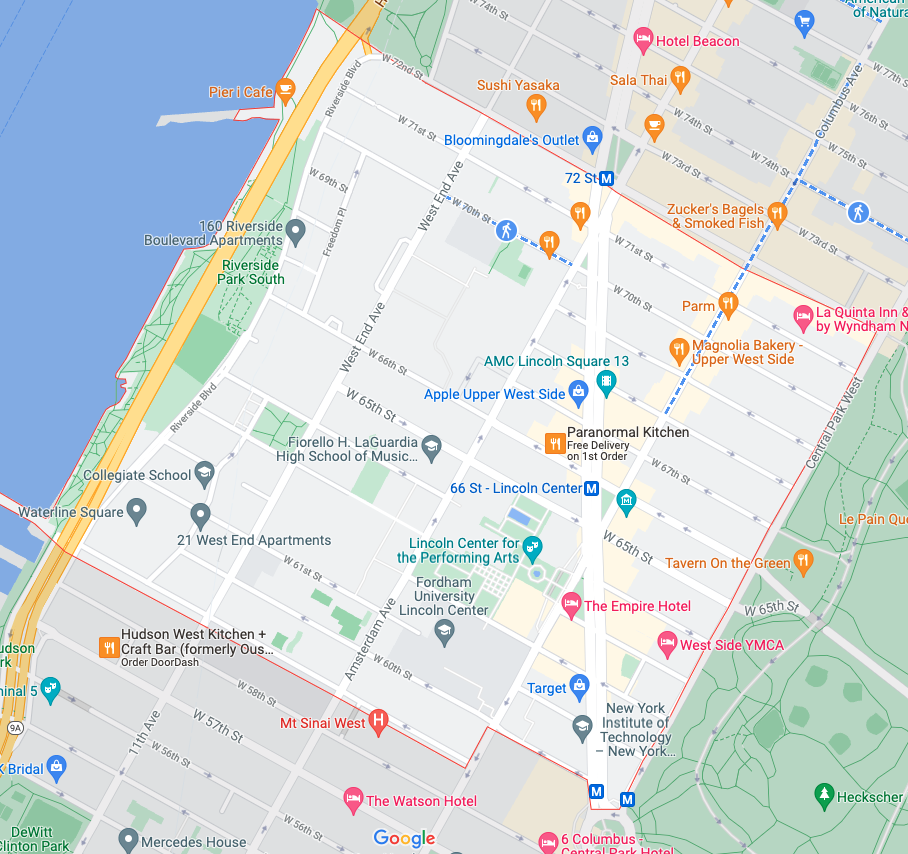 W 74th St
American
of Natura
Hotel Beacon
H
W 72nd St
Sala Thai
W 77th St
Columbus Ave
Sushi Yasaka
Pier i Cafe
Riverside Blvd
W 76th St
W 74th St
W 71st St
Bloomingdale's Outlet
W 75th St
W 73rd St
W 74th St
72 St
M
W 69th St
West End Ave
W 70th St
Zucker's Bagels
& Smoked Fish
160 Riverside
Boulevard Apartments
Freedom Pl
W 73rd St
W 71st St
Riverside
Park South
W 70th St
Parm
La Quinta Inn &
by Wyndham N
West End Ave
Magnolia Bakery -
Upper West Side
W 66th St
AMC Lincoln Square 13
Apple Upper West Side
Riverside Blvd
W 65th St
Central Park West
Paranormal Kitchen
Free Delivery
on 1st Order
Fiorello H. LaGuardia
High School of Music...
W 67th St
Collegiate School
66 St - Lincoln Center
M
Waterline Square
Le Pain Quo
21 West End Apartments
W 65th St
Lincoln Center for
the Performing Arts
W 61st St
Tavern On the Green
Fordham
University
Lincoln Center
The Empire Hotel
W 65th St
Amsterdam Ave
Hudson West Kitchen +
Craft Bar (formerly Ous...
Order DoorDash
West Side YMCA
udson
rk
W 60th St
minal 5
W 58th St
Target
9A
W 57th St
Mt Sinai West
H
New York
Institute of
Technology
– New York...
11th Ave
W 56th St
K Bridal
M
M
The Watson Hotel
Heckscher
W 56th St
DeWitt
Clinton Park
Mercedes House
Google
6 Columbus -
Central Park Hotel